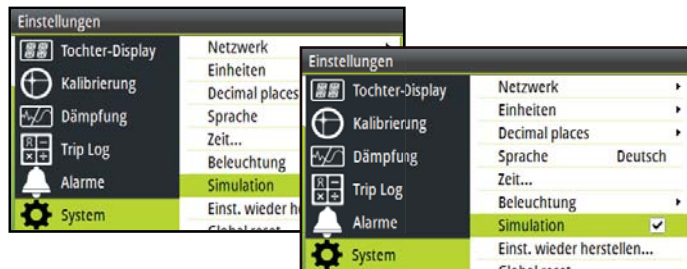 Einstellungen
Tochter-Display
Kalibrierung
Dämpfung
Trip Log
Alarme
System
Netzwerk
Einheiten
Decimal places
Sprache
Zeit...
Beleuchtung
Simulation
Einst. wieder
Einstellungen
Tochter-Display
Kalibrierung
Dämpfung
Trip Log
Alarme
System
Netzwerk
Einheiten
Decimal places
Sprache Deutsch
Zeit...
Beleuchtung
Simulation
Einst. wieder herstellen...
Global reset